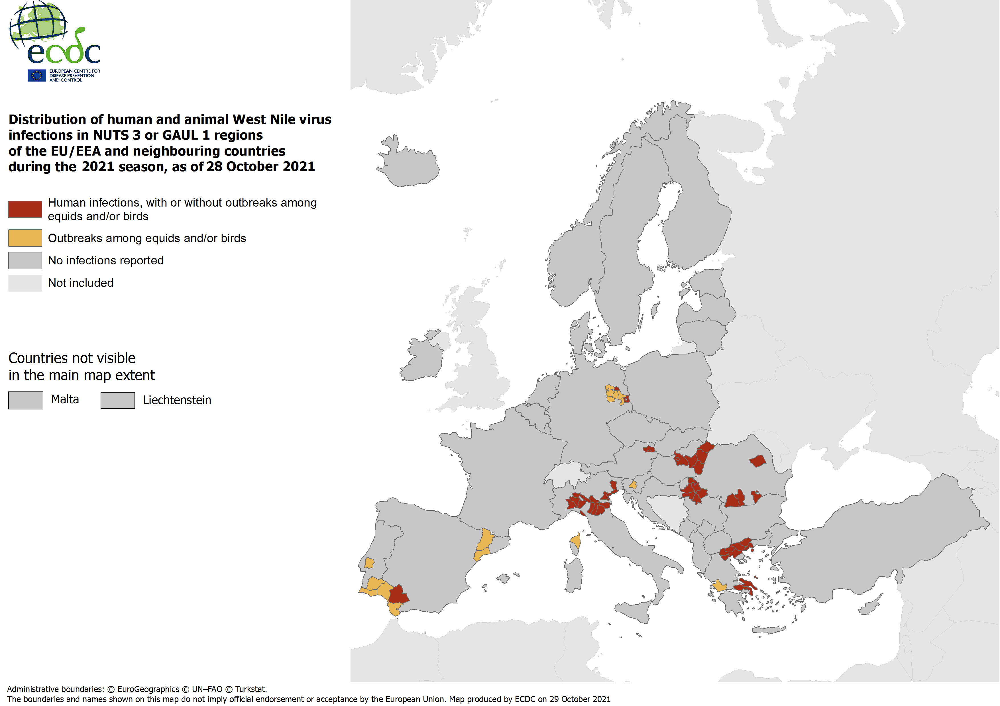 ecdc
EUROPEAN CENTRE FOR
DISEASE PREVENTION
AND CONTROL
Distribution of human and animal West Nile virus
infections in NUTS 3 or GAUL 1 regions
of the EU/EEA and neighbouring countries
during the 2021 season, as of 28 October 2021
Human infections, with or without outbreaks among
equids and/or birds
Outbreaks among equids and/or birds
No infections reported
Not included
Countries not visible
in the main map extent
Malta Liechtenstein
Administrative boundaries: © EuroGeographics © UN–FAO © Turkstat.
The boundaries and names shown on this map do not imply official endorsement or acceptance by the European Union. Map produced by ECDC on 29 October 2021